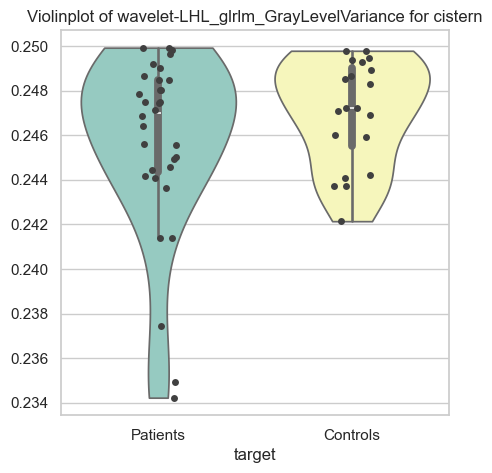 Violinplot of wavelet-LHL_glrlm_GrayLevelVariance for cistern
0.250
0.248
0.246
0.244
0.242
0.240
0.238
0.236
0.234
Patients
Controls
target